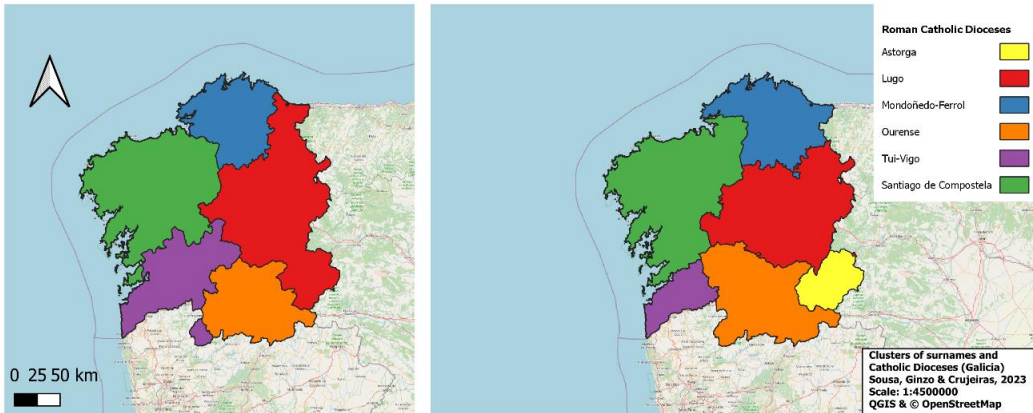 Roman Catholic Dioceses
Astorga
Lugo
Mondoñedo-Ferrol
Ourense
Tui-Vigo
Santiago de Compostela
0 25 50 km
Clusters of surnames and
Catholic Dioceses (Galicia)
Sousa, Ginzo & Crujeiras, 2023
Scale: 1:4500000
QGIS & © OpenStreetMap